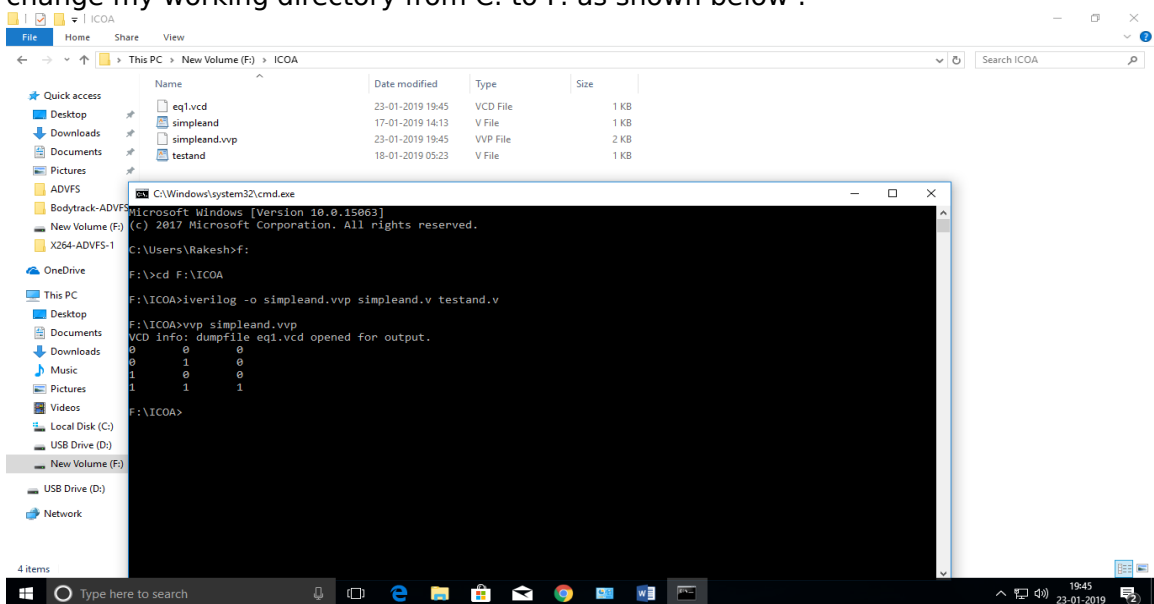 change my working directory from C: to F: as shown below :
ICOA
File Home Share View
This PC > New Volume (F:) > ICOA
Search ICOA
Name Date modified Type Size
eq1.vcd 23-01-2019 19:45 VCD File 1 KB
simpleand 17-01-2019 14:13 V File 1 KB
simpleand.vvp 23-01-2019 19:45 VVP File 2 KB
testand 18-01-2019 05:23 V File 1 KB
Quick access
Desktop
Downloads
Documents
Pictures
ADVFS
Bodytrack-ADVFS
New Volume (F:)
X264-ADVFS-1
OneDrive
This PC
Desktop
Documents
Downloads
Music
Pictures
Videos
Local Disk (C:)
USB Drive (D:)
New Volume (F:)
USB Drive (D:)
Network
4 items
C:\Windows\system32\cmd.exe
Microsoft Windows [Version 10.0.15063]
(c) 2017 Microsoft Corporation. All rights reserved.
C:\Users\Rakesh>f:
F:\>cd F:\ICOA
F:\ICOA>iverilog -o simpleand.vvp simpleand.v testand.v
F:\ICOA>vvp simpleand.vvp
VCD info: dumpfile eq1.vcd opened for output.
0 0 0
0 1 0
1 0 0
1 1 1
F:\ICOA>
Type here to search
19:45
23-01-2019
2